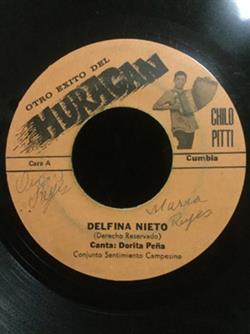 OTRO EXITO DEL
HURACAN
CHILO
PITTI
Cara A
Cumbia
Reyes
Maria
Reyes
DELFINA NIETO
(Derecho Reservado)
Canta: Dorita Peña
Conjunto Sentimiento Campesino